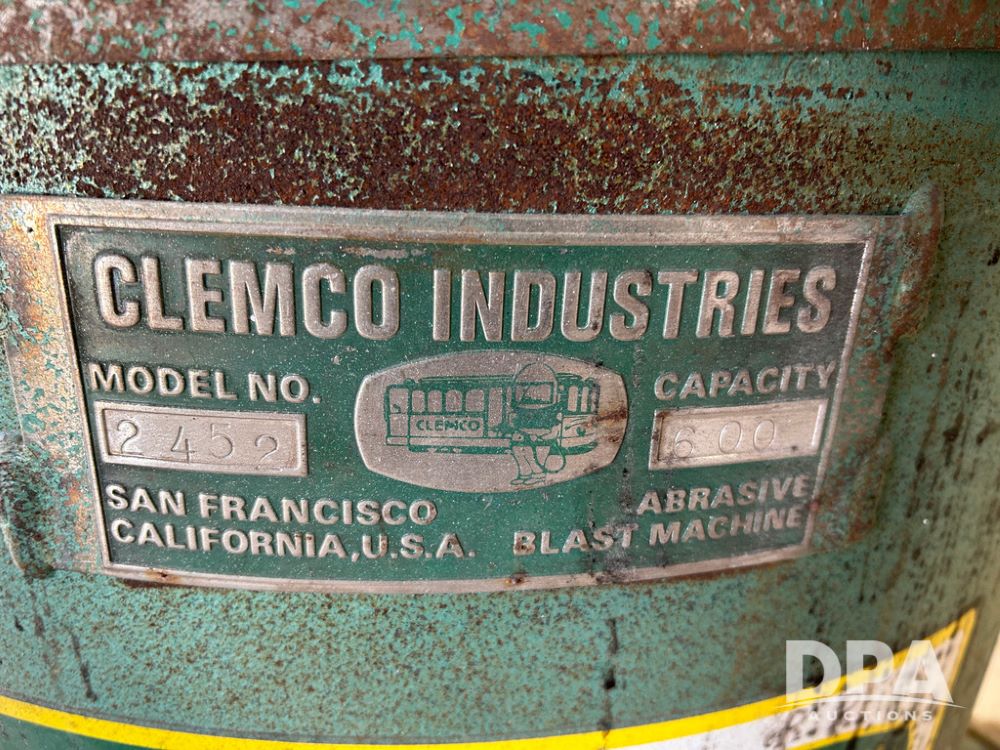 CLEMCO INDUSTRIES
MODEL NO.
2452
CLEMCO
CAPACITY
600
SAN FRANCISCO
CALIFORNIA, U.S.A.
ABRASIVE
BLAST MACHINE
DPA
AUCTIONS